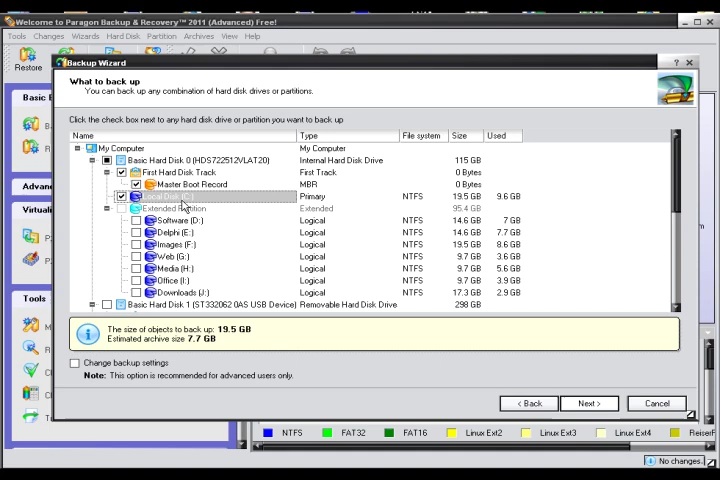 Welcome to Paragon Backup & Recovery™ 2011 (Advanced) Free!
Tools Changes Wizards Hard Disk Partition Archives View Help
Restore
Backup Wizard
What to back up
You can back up any combination of hard disk drives or partitions.
Click the check box next to any hard disk drive or partition you want to back up
Name Type File system Size Used
My Computer My Computer
Basic Hard Disk 0 (HDS722512VLAT20) Internal Hard Disk Drive 115 GB
First Hard Disk Track First Track 0 Bytes
Master Boot Record MBR 0 Bytes
Local Disk (C:) Primary NTFS 19.5 GB 9.6 GB
Extended Partition Extended 95.4 GB
Software (D:) Logical NTFS 14.6 GB 7 GB
Delphi (E:) Logical NTFS 14.6 GB 7.7 GB
Images (F:) Logical NTFS 19.5 GB 8.6 GB
Web (G:) Logical NTFS 9.7 GB 3.6 GB
Media (H:) Logical NTFS 9.7 GB 5.6 GB
Office (I:) Logical NTFS 9.7 GB 3.9 GB
Downloads (J:) Logical NTFS 17.3 GB 2.9 GB
Basic Hard Disk 1 (ST332062 0AS USB Device) Removable Hard Disk Drive 298 GB
The size of objects to back up: 19.5 GB
Estimated archive size 7.7 GB
Change backup settings
Note: This option is recommended for advanced users only.
< Back Next > Cancel
Basic
B
R
Advan
Virtual
P
P
Tools
M
R
C
C
T
NTFS FAT32 FAT16 Linux Ext2 Linux Ext3 Linux Ext4 ReiserF
No changes.